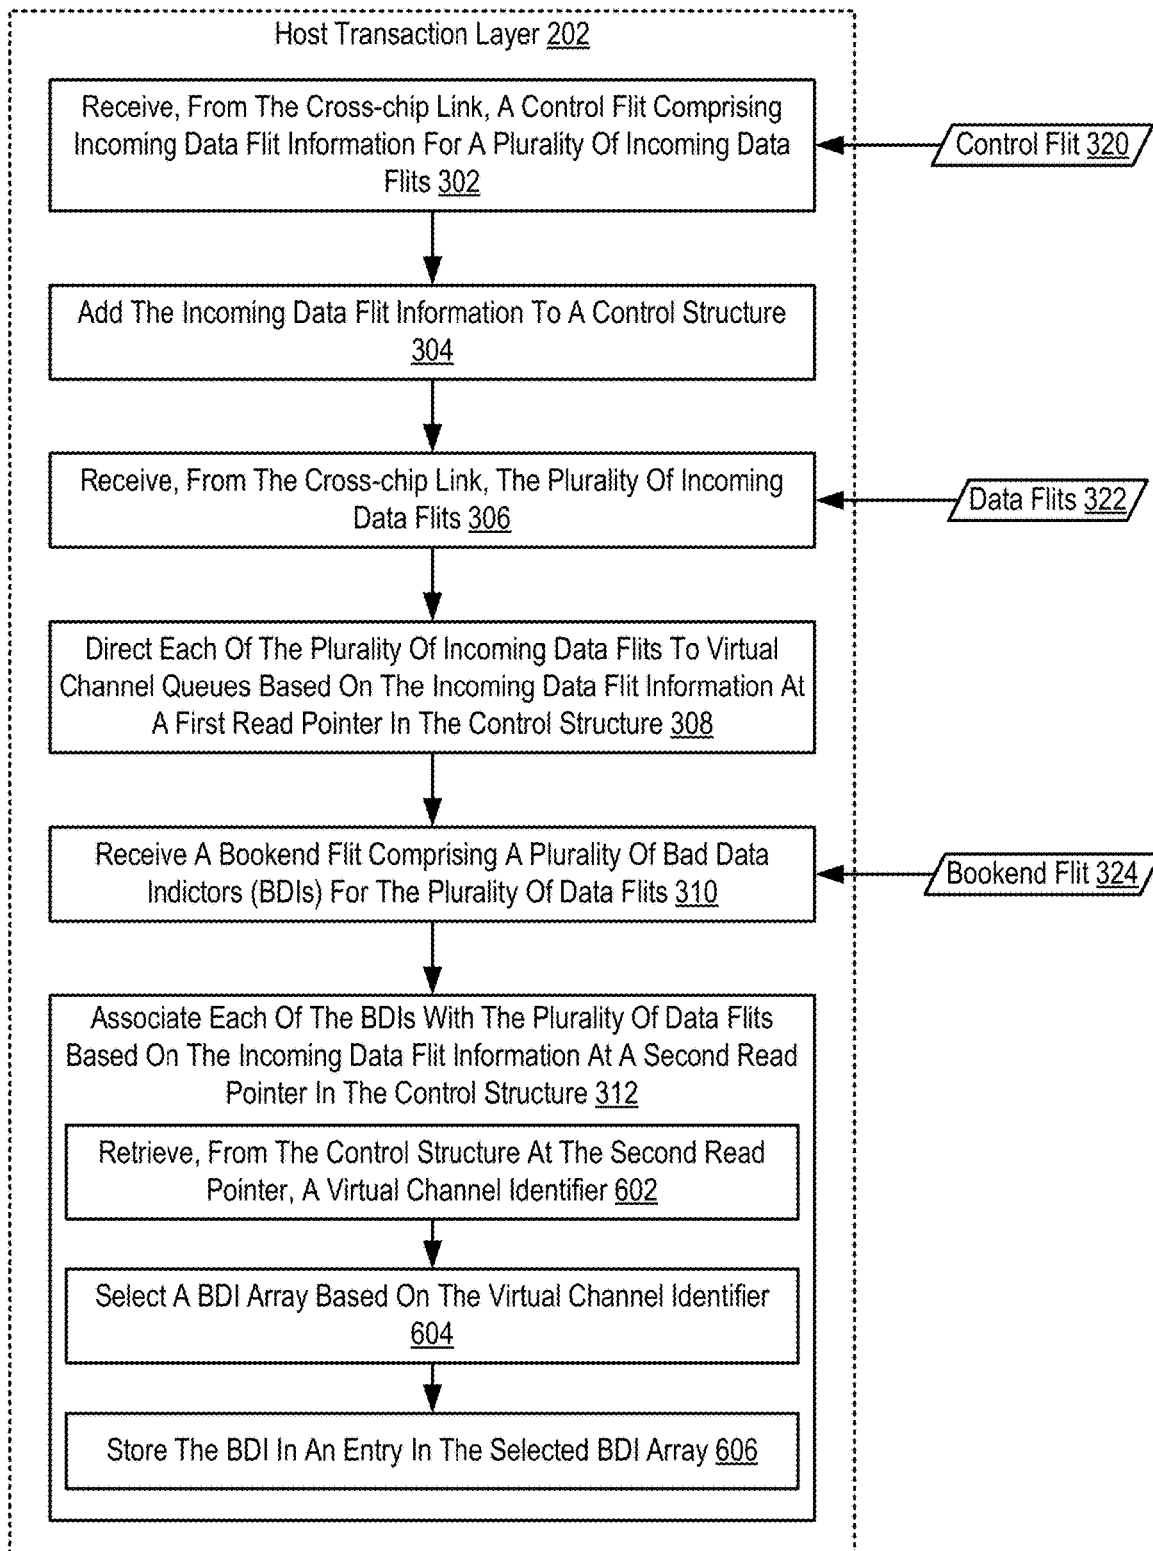 Host Transaction Layer 202
Receive, From The Cross-chip Link, A Control Flit Comprising
Incoming Data Flit Information For A Plurality Of Incoming Data
Flits 302
Control Flit 320
Add The Incoming Data Flit Information To A Control Structure
304
Receive, From The Cross-chip Link, The Plurality Of Incoming
Data Flits 306
Data Flits 322
Direct Each Of The Plurality Of Incoming Data Flits To Virtual
Channel Queues Based On The Incoming Data Flit Information At
A First Read Pointer In The Control Structure 308
Receive A Bookend Flit Comprising A Plurality Of Bad Data
Indictors (BDIs) For The Plurality Of Data Flits 310
Bookend Flit 324
Associate Each Of The BDIs With The Plurality Of Data Flits
Based On The Incoming Data Flit Information At A Second Read
Pointer In The Control Structure 312
Retrieve, From The Control Structure At The Second Read
Pointer, A Virtual Channel Identifier 602
Select A BDI Array Based On The Virtual Channel Identifier
604
Store The BDI In An Entry In The Selected BDI Array 606